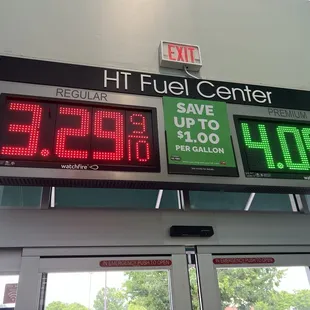 EXIT
HT Fuel Center
REGULAR
PREMIUM
3.29 9/10
SAVE
UP TO
$1.00
PER GALLON
4.0
watchfire